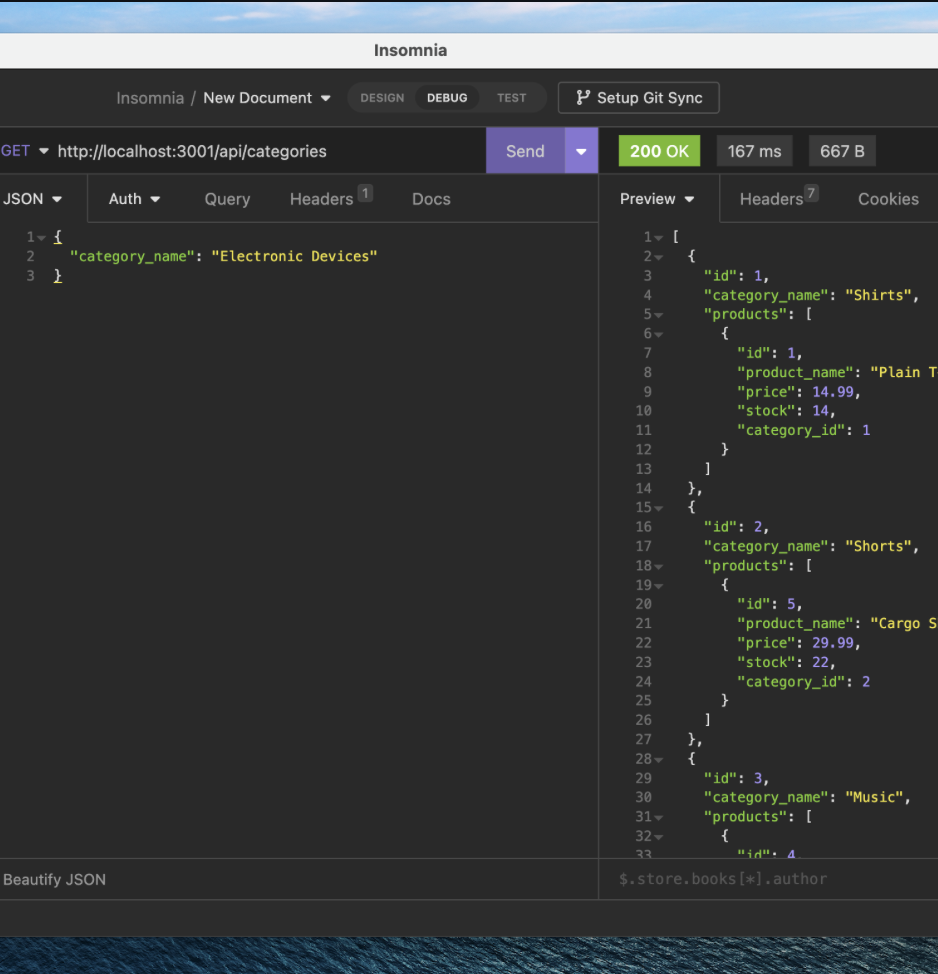 Insomnia
Insomnia / New Document DESIGN DEBUG TEST Setup Git Sync
GET http://localhost:3001/api/categories Send 200 OK 167 ms 667 B
JSON Auth Query Headers 1 Docs Preview Headers 7 Cookies
1 {
2 "category_name": "Electronic Devices"
3 }
1 [
2 {
3 "id": 1,
4 "category_name": "Shirts",
5 "products": [
6 {
7 "id": 1,
8 "product_name": "Plain T
9 "price": 14.99,
10 "stock": 14,
11 "category_id": 1
12 }
13 ]
14 },
15 {
16 "id": 2,
17 "category_name": "Shorts",
18 "products": [
19 {
20 "id": 5,
21 "product_name": "Cargo S
22 "price": 29.99,
23 "stock": 22,
24 "category_id": 2
25 }
26 ]
27 },
28 {
29 "id": 3,
30 "category_name": "Music",
31 "products": [
32 {
33 "id": 4,
Beautify JSON $.store.books[*].author